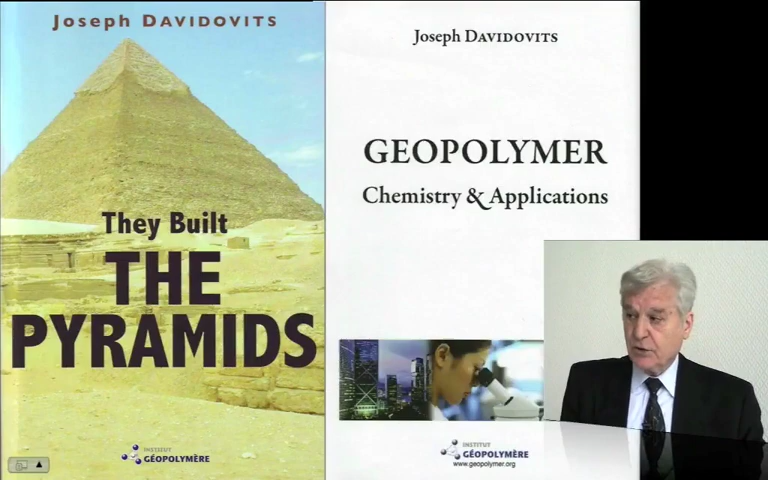 Joseph DAVIDOVITS
They Built
THE
PYRAMIDS
INSTITUT
GÉOPOLYMÈRE
Joseph DAVIDOVITS
GEOPOLYMER
Chemistry & Applications
INSTITUT
GÉOPOLYMÈRE
www.geopolymer.org